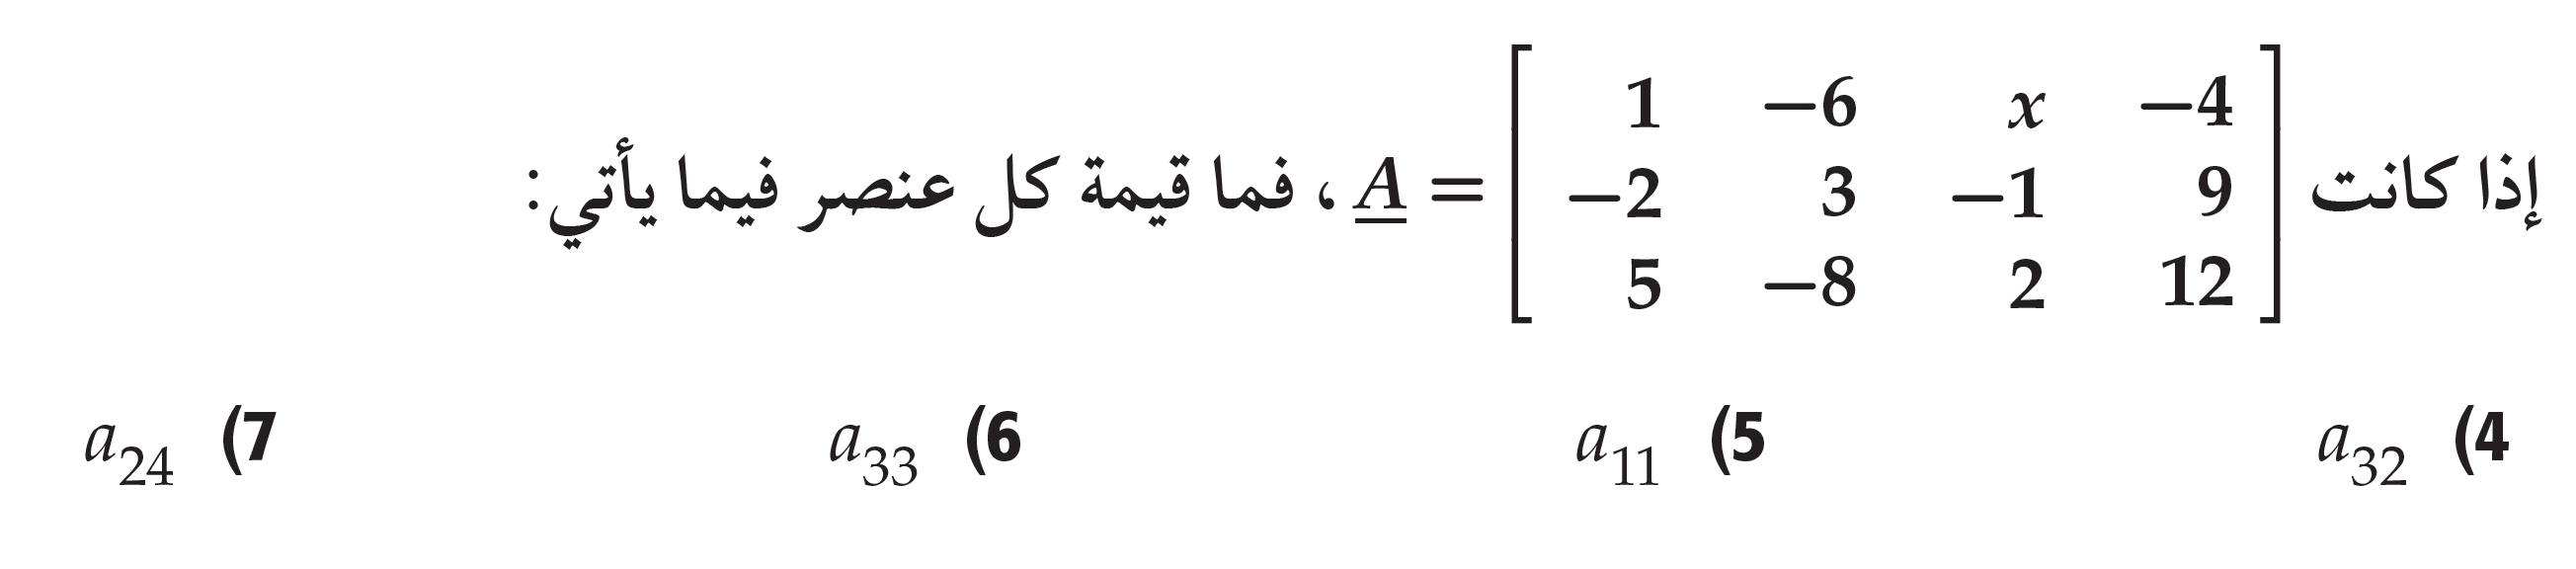 إذا كانت A = [ 1 −6 x −4
−2 3 −1 9
5 −8 2 12 ] ، فما قيمة كل عنصر فيما يأتي:
4) a32 5) a11 6) a33 7) a24